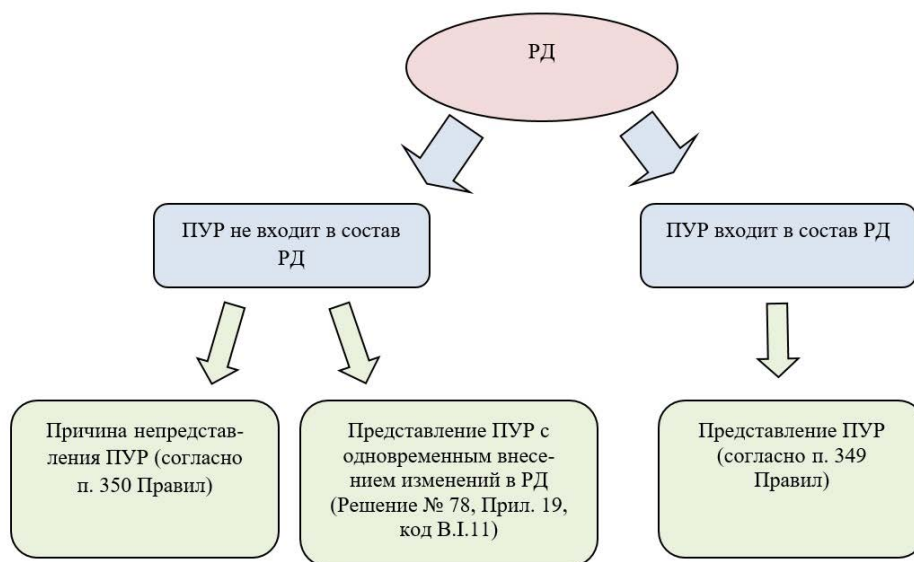 РД
ПУР не входит в состав
РД
ПУР входит в состав РД
Причина непредстав-
ления ПУР (согласно
п. 350 Правил)
Представление ПУР с
одновременным внесе-
нием изменений в РД
(Решение № 78, Прил. 19,
код B.I.11)
Представление ПУР
(согласно п. 349
Правил)